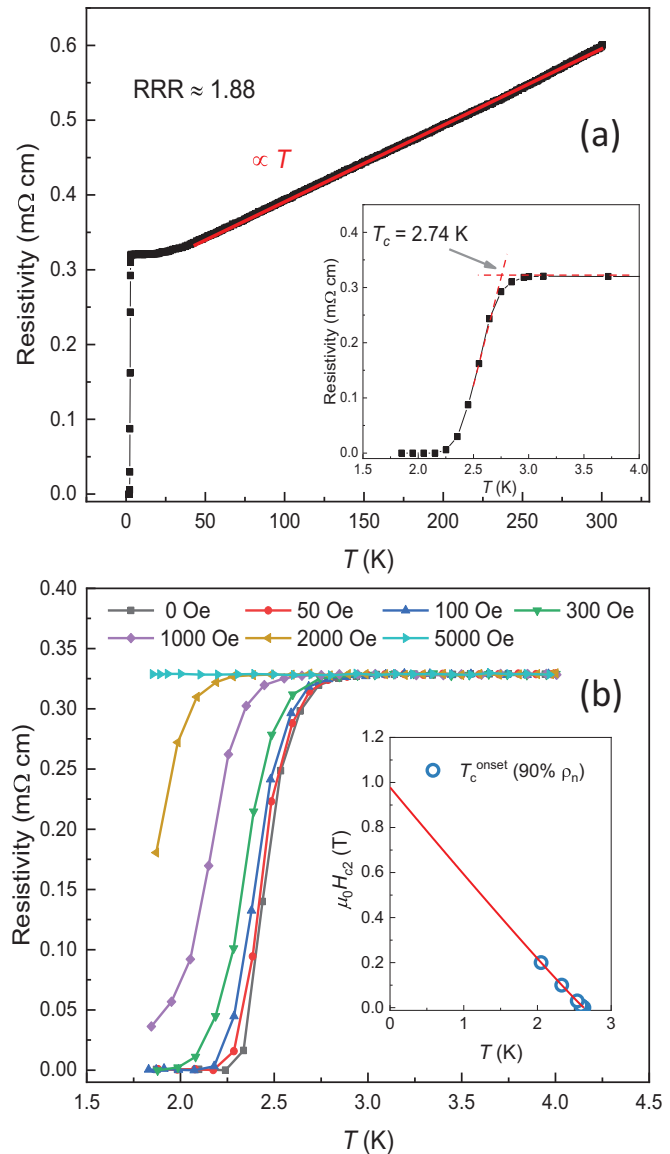 0.6
0.5
0.4
0.3
0.2
0.1
0.0
Resistivity (mΩ cm)
RRR ≈ 1.88
∝ T
(a)
0 50 100 150 200 250 300
T (K)
0.4
0.3
0.2
0.1
0.0
Resistivity (mΩ cm)
T_c = 2.74 K
1.5 2.0 2.5 3.0 3.5 4.0
T (K)
0.40
0.35
0.30
0.25
0.20
0.15
0.10
0.05
0.00
Resistivity (mΩ cm)
0 Oe 50 Oe 100 Oe 300 Oe
1000 Oe 2000 Oe 5000 Oe
(b)
1.2
1.0
0.8
0.6
0.4
0.2
0.0
μ₀H_c2 (T)
T_c^onset (90% ρ_n)
0 1 2 3
T (K)
1.5 2.0 2.5 3.0 3.5 4.0 4.5
T (K)